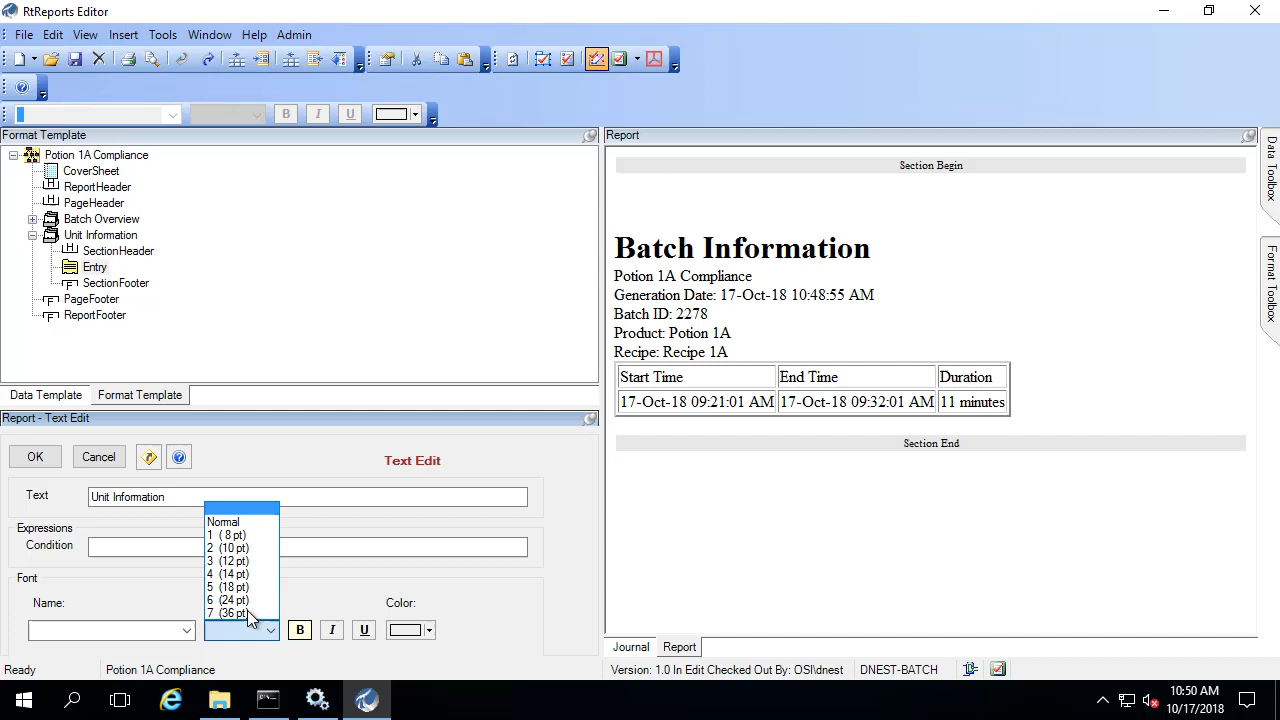 RtReports Editor
File Edit View Insert Tools Window Help Admin
B I U
Format Template
Potion 1A Compliance
CoverSheet
ReportHeader
PageHeader
Batch Overview
Unit Information
SectionHeader
Entry
SectionFooter
PageFooter
ReportFooter
Data Template Format Template
Report - Text Edit
OK Cancel Text Edit
Text Unit Information
Expressions
Condition
Font
Name:
Normal
1 ( 8 pt)
2 (10 pt)
3 (12 pt)
4 (14 pt)
5 (18 pt)
6 (24 pt)
7 (36 pt)
Color:
B I U
Report
Section Begin
Batch Information
Potion 1A Compliance
Generation Date: 17-Oct-18 10:48:55 AM
Batch ID: 2278
Product: Potion 1A
Recipe: Recipe 1A
Start Time End Time Duration
17-Oct-18 09:21:01 AM 17-Oct-18 09:32:01 AM 11 minutes
Section End
Journal Report
Data Toolbox
Format Toolbox
Ready Potion 1A Compliance Version: 1.0 In Edit Checked Out By: OSI\dnest DNEST-BATCH
10:50 AM
10/17/2018